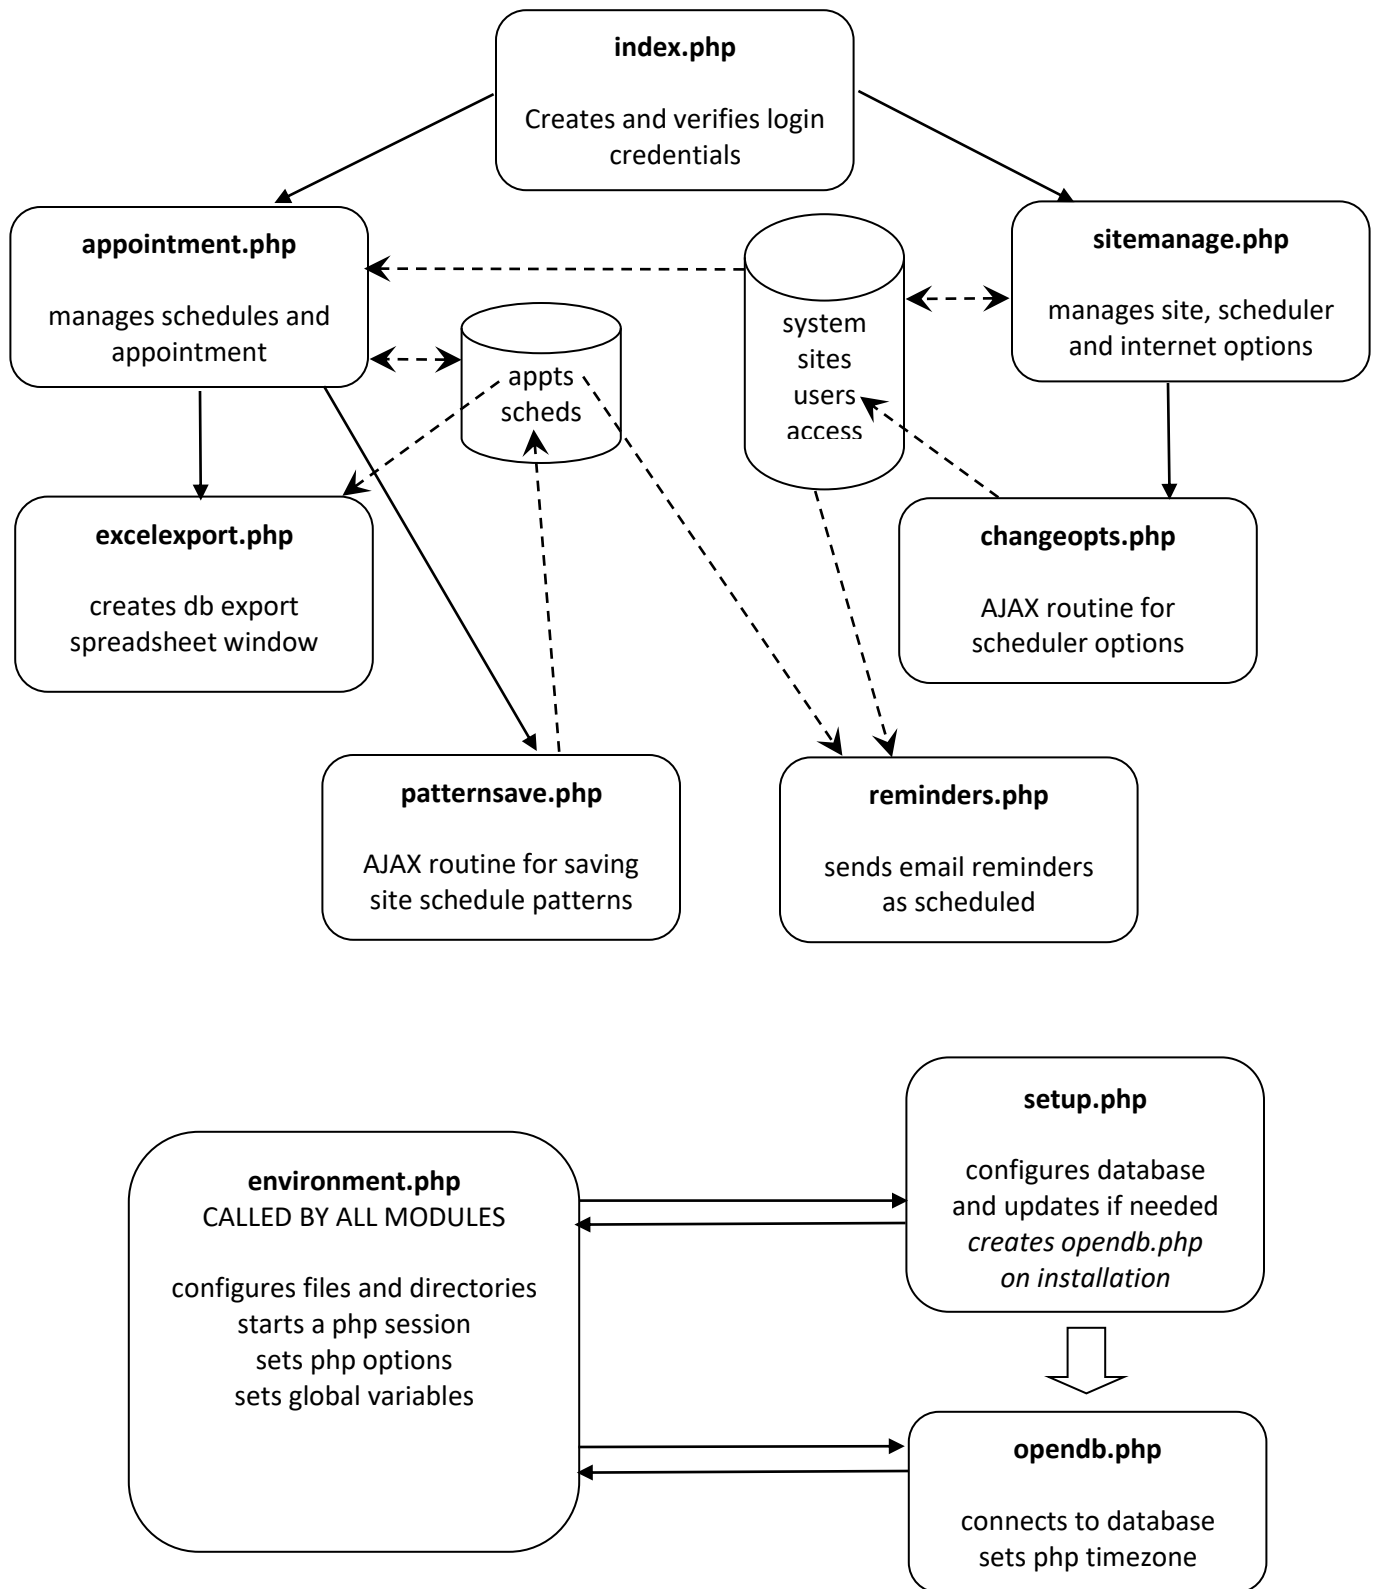 index.php
Creates and verifies login
credentials
appointment.php
manages schedules and
appointment
system
sites
users
access
sitemanage.php
manages site, scheduler
and internet options
appts
scheds
excelexport.php
creates db export
spreadsheet window
changeopts.php
AJAX routine for
scheduler options
patternsave.php
AJAX routine for saving
site schedule patterns
reminders.php
sends email reminders
as scheduled
environment.php
CALLED BY ALL MODULES
configures files and directories
starts a php session
sets php options
sets global variables
setup.php
configures database
and updates if needed
creates opendb.php
on installation
opendb.php
connects to database
sets php timezone